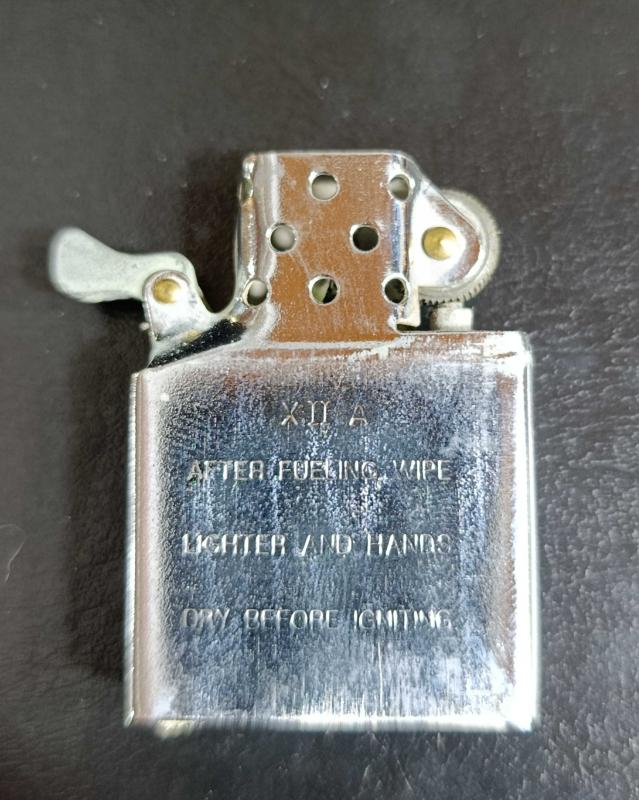 XII A
AFTER FUELING, WIPE
LIGHTER AND HANDS
DRY BEFORE IGNITING.